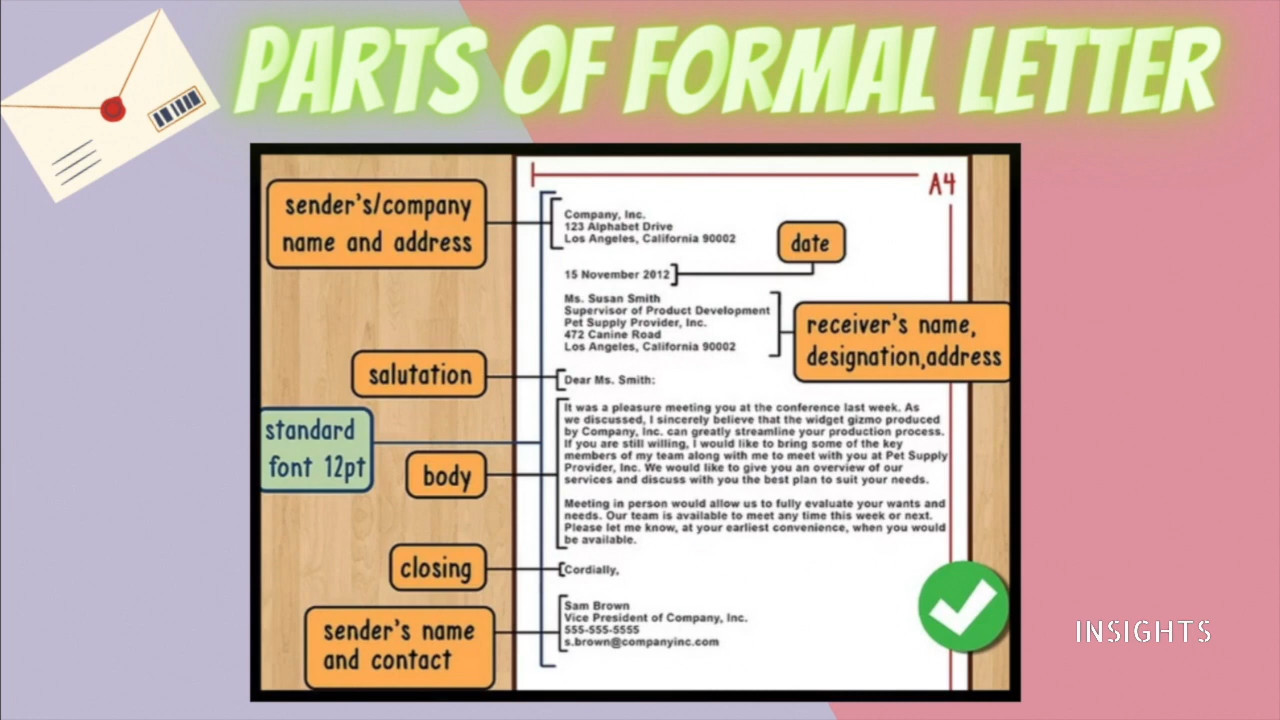 PARTS OF FORMAL LETTER
A4
sender's/company
name and address
Company, Inc.
123 Alphabet Drive
Los Angeles, California 90002
date
15 November 2012
Ms. Susan Smith
Supervisor of Product Development
Pet Supply Provider, Inc.
472 Canine Road
Los Angeles, California 90002
receiver's name,
designation,address
salutation
Dear Ms. Smith:
standard
font 12pt
body
It was a pleasure meeting you at the conference last week. As
we discussed, I sincerely believe that the widget gizmo produced
by Company, Inc. can greatly streamline your production process.
If you are still willing, I would like to bring some of the key
members of my team along with me to meet with you at Pet Supply
Provider, Inc. We would like to give you an overview of our
services and discuss with you the best plan to suit your needs.
Meeting in person would allow us to fully evaluate your wants and
needs. Our team is available to meet any time this week or next.
Please let me know, at your earliest convenience, when you would
be available.
closing
Cordially,
sender's name
and contact
Sam Brown
Vice President of Company, Inc.
555-555-5555
s.brown@companyinc.com
INSIGHTS